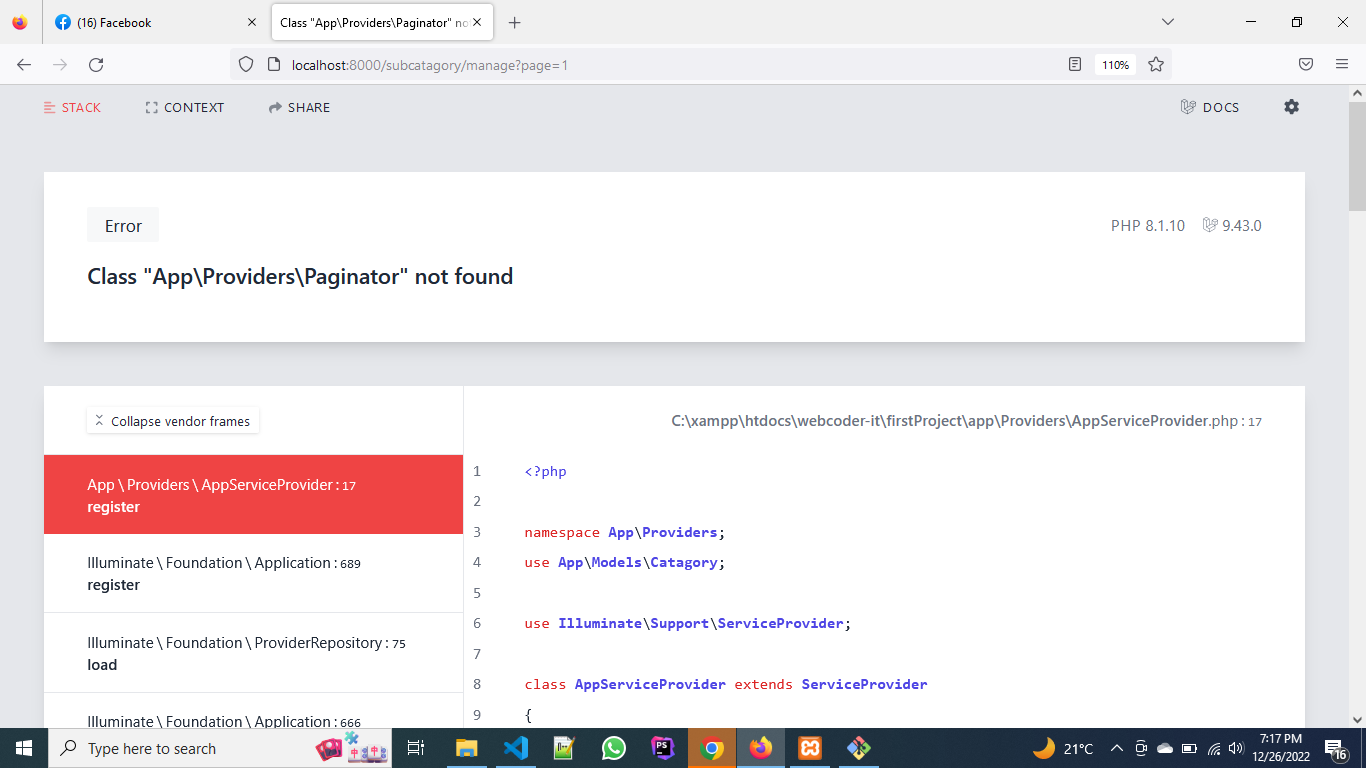 (16) Facebook
Class "App\Providers\Paginator" no
localhost:8000/subcatagory/manage?page=1
110%
STACK
CONTEXT
SHARE
DOCS
Error
PHP 8.1.10
9.43.0
Class "App\Providers\Paginator" not found
Collapse vendor frames
C:\xampp\htdocs\webcoder-it\firstProject\app\Providers\AppServiceProvider.php : 17
App \ Providers \ AppServiceProvider : 17
register
Illuminate \ Foundation \ Application : 689
register
Illuminate \ Foundation \ ProviderRepository : 75
load
Illuminate \ Foundation \ Application : 666
1 <?php
2
3 namespace App\Providers;
4 use App\Models\Catagory;
5
6 use Illuminate\Support\ServiceProvider;
7
8 class AppServiceProvider extends ServiceProvider
9 {
Type here to search
PS
21°C
7:17 PM
12/26/2022
16